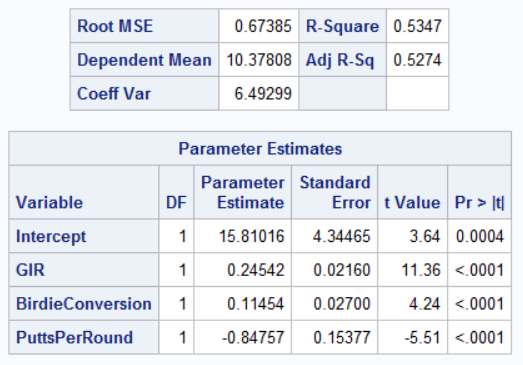 Root MSE 0.67385 R-Square 0.5347
Dependent Mean 10.37808 Adj R-Sq 0.5274
Coeff Var 6.49299
Parameter Estimates
Variable DF Parameter Estimate Standard Error t Value Pr > |t|
Intercept 1 15.81016 4.34465 3.64 0.0004
GIR 1 0.24542 0.02160 11.36 <.0001
BirdieConversion 1 0.11454 0.02700 4.24 <.0001
PuttsPerRound 1 -0.84757 0.15377 -5.51 <.0001